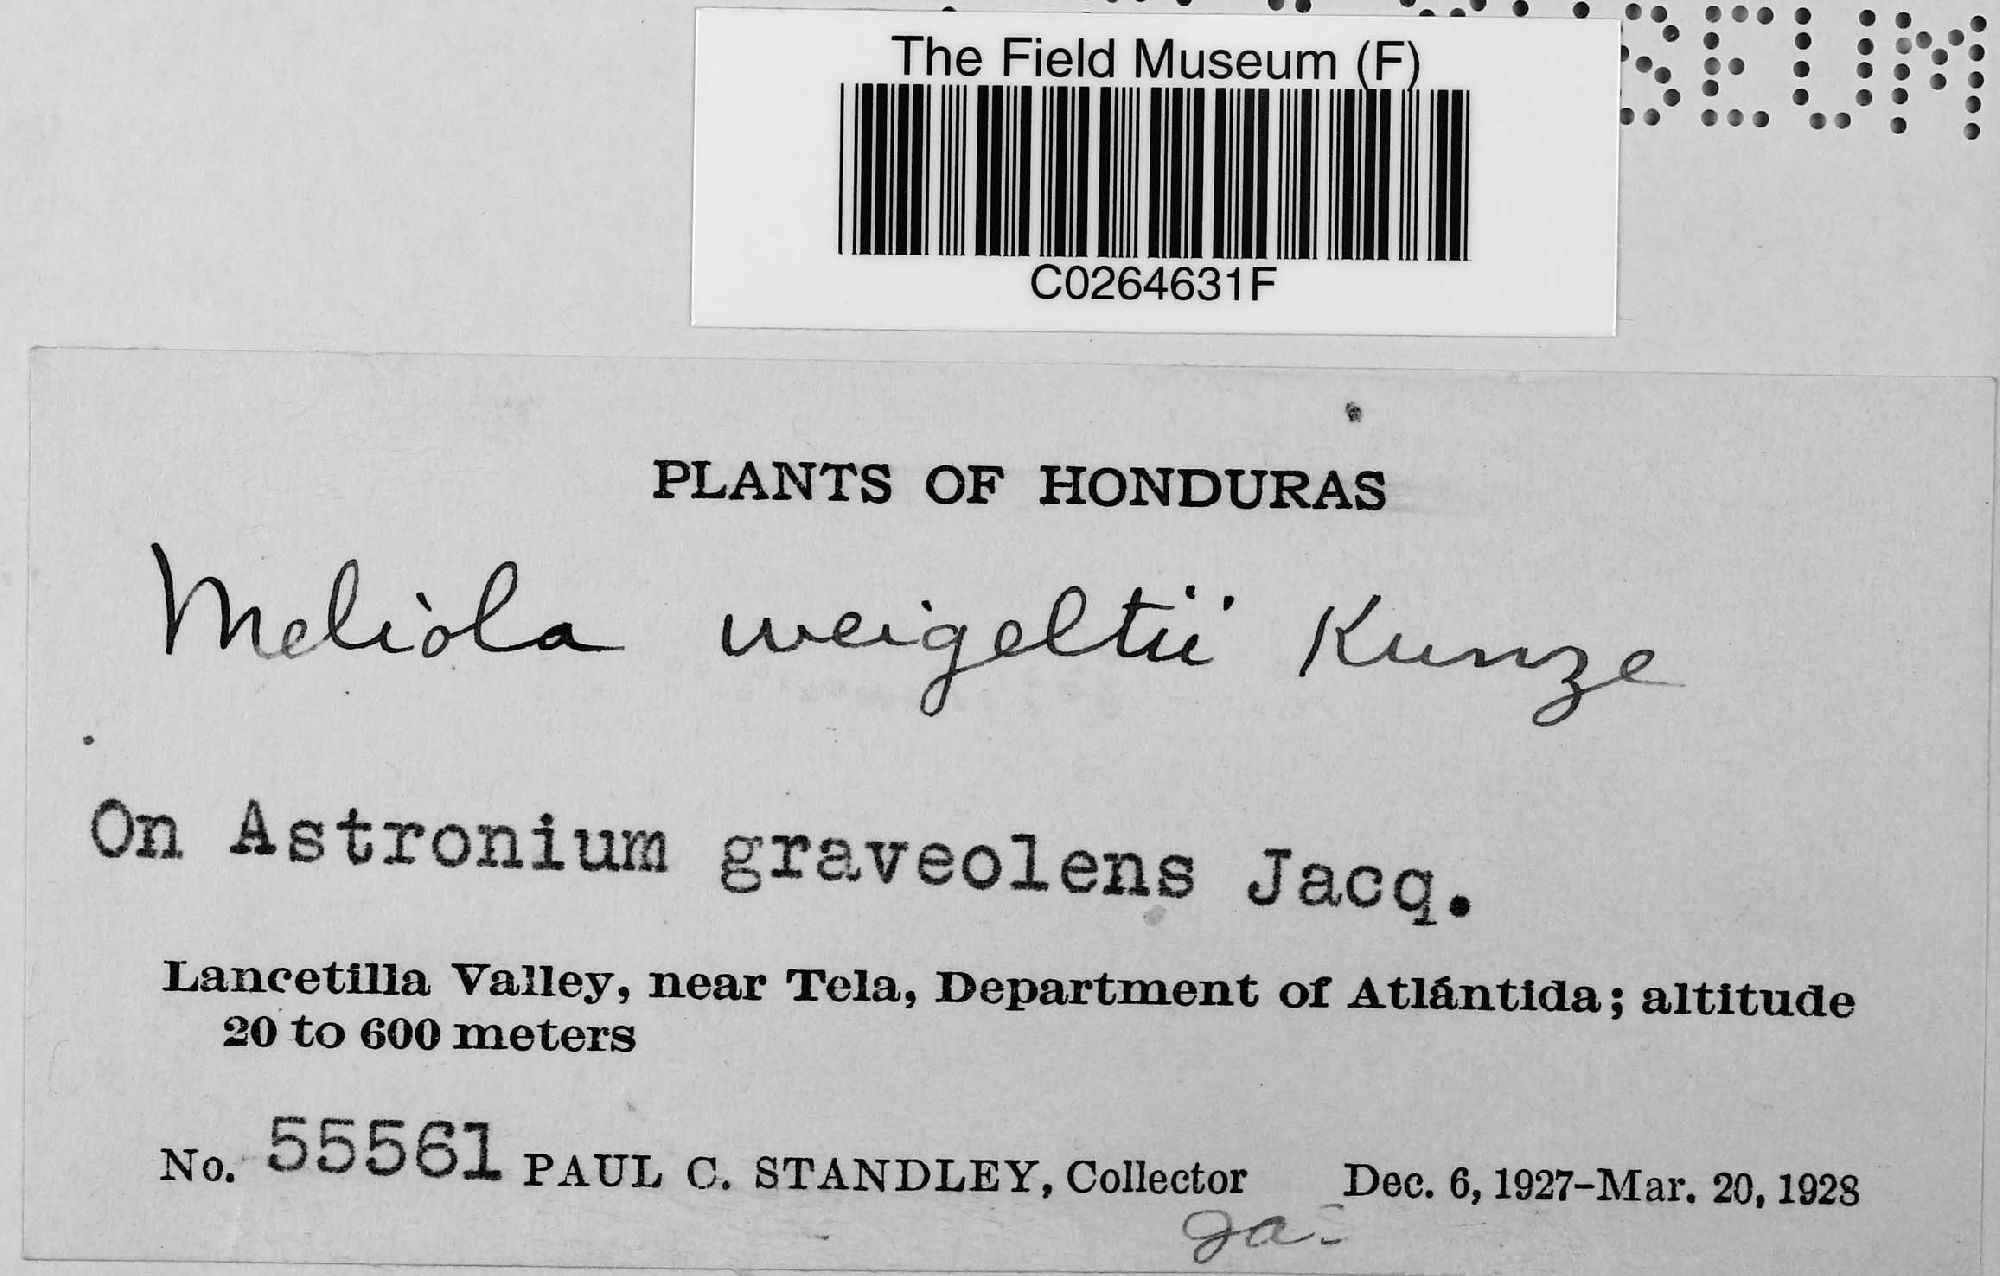 SEUM
The Field Museum (F)
C0264631F
PLANTS OF HONDURAS
Meliola weigeltii Kunze
On Astronium graveolens Jacq.
Lancetilla Valley, near Tela, Department of Atlántida; altitude
20 to 600 meters
No. 55561 PAUL C. STANDLEY, Collector Dec. 6, 1927-Mar. 20, 1928